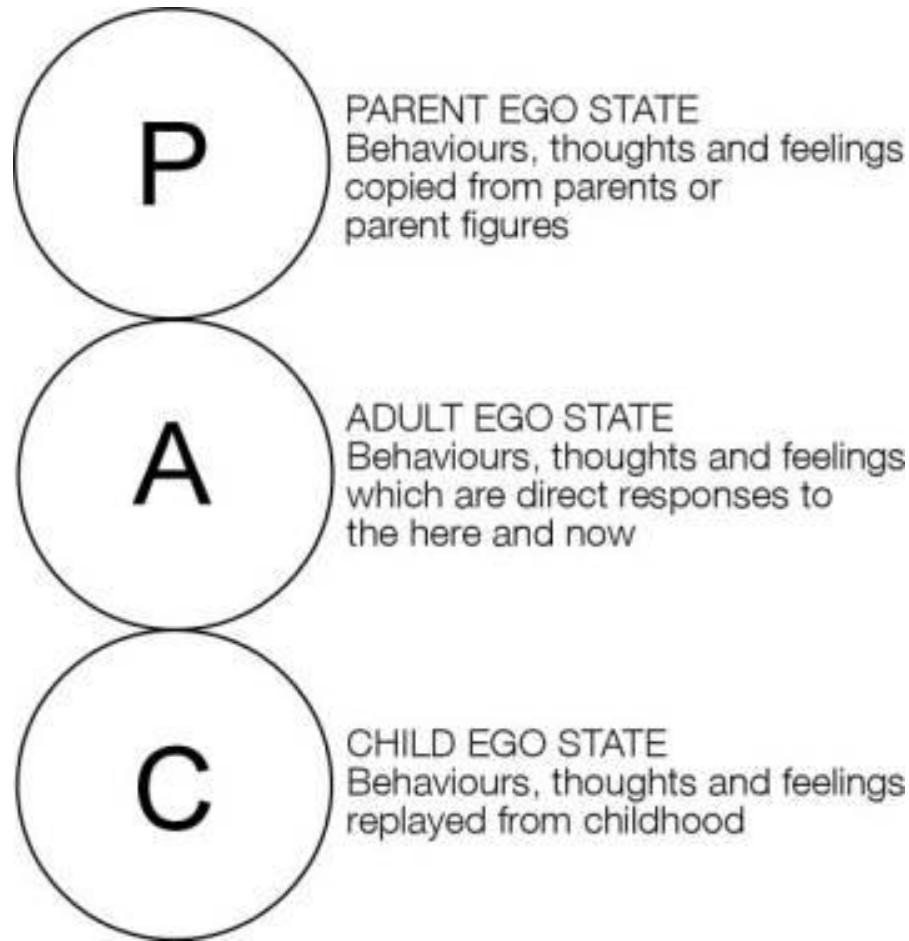 P
PARENT EGO STATE
Behaviours, thoughts and feelings
copied from parents or
parent figures
A
ADULT EGO STATE
Behaviours, thoughts and feelings
which are direct responses to
the here and now
C
CHILD EGO STATE
Behaviours, thoughts and feelings
replayed from childhood